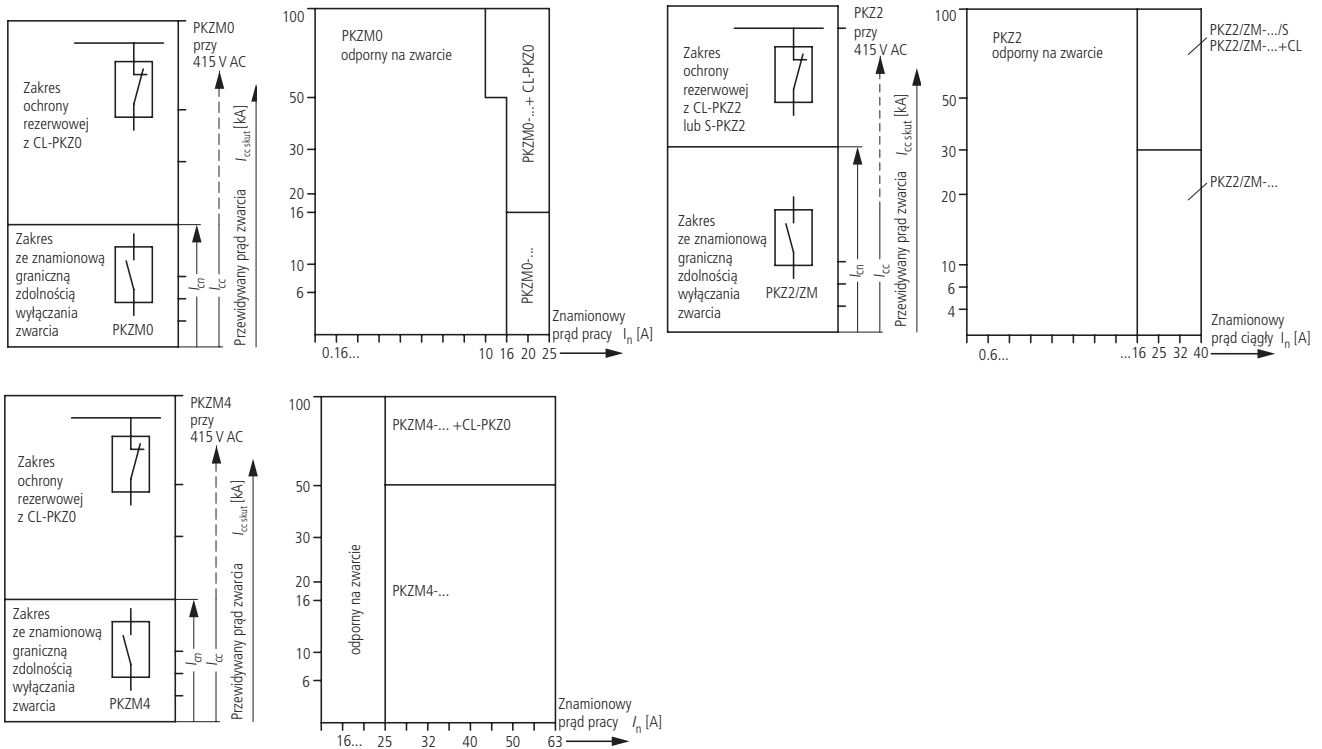 PKZM0
przy
415 V AC
Zakres
ochrony
rezerwowej
z CL-PKZ0
Zakres
ze znamionową
graniczną
zdolnością
wyłączania
zwarcia
PKZM0
Icn
Icc
Przewidywany prąd zwarcia Icc skut [kA]
100
50
30
20
16
10
6
PKZM0
odporny na zwarcie
PKZM0-...+ CL-PKZ0
PKZM0-...
0.16...
10 16 20 25
Znamionowy
prąd pracy In [A]
PKZ2
przy
415 V AC
Zakres
ochrony
rezerwowej
z CL-PKZ2
lub S-PKZ2
Zakres
ze znamionową
graniczną
zdolnością
wyłączania
zwarcia
PKZ2/ZM
Icn
Icc
Przewidywany prąd zwarcia Icc skut [kA]
100
50
30
20
10
6
4
PKZ2
odporny na zwarcie
PKZ2/ZM-.../S
PKZ2/ZM-...+CL
PKZ2/ZM-...
0.6...
...16 25 32 40
Znamionowy
prąd ciągły In [A]
PKZM4
przy
415 V AC
Zakres
ochrony
rezerwowej
z CL-PKZ0
Zakres
ze znamionową
graniczną
zdolnością
wyłączania
zwarcia
PKZM4
Icn
Icc
Przewidywany prąd zwarcia Icc skut [kA]
100
50
30
20
16
10
6
odporny na zwarcie
PKZM4-... +CL-PKZ0
PKZM4-...
16... 25 32 40 50 63
Znamionowy
prąd pracy In [A]